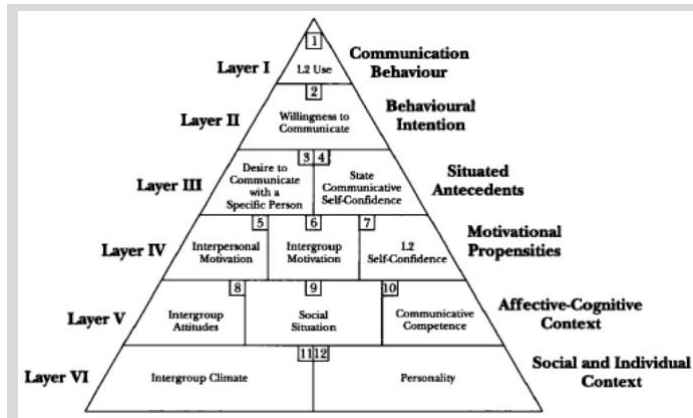 1
Layer I
L2 Use
Communication
Behaviour
2
Layer II
Willingness to
Communicate
Behavioural
Intention
3 4
Layer III
Desire to
Communicate
with a
Specific Person
State
Communicative
Self-Confidence
Situated
Antecedents
5 6 7
Layer IV
Interpersonal
Motivation
Intergroup
Motivation
L2
Self-Confidence
Motivational
Propensities
8 9 10
Layer V
Intergroup
Attitudes
Social
Situation
Communicative
Competence
Affective-Cognitive
Context
11 12
Layer VI
Intergroup Climate
Personality
Social and Individual
Context